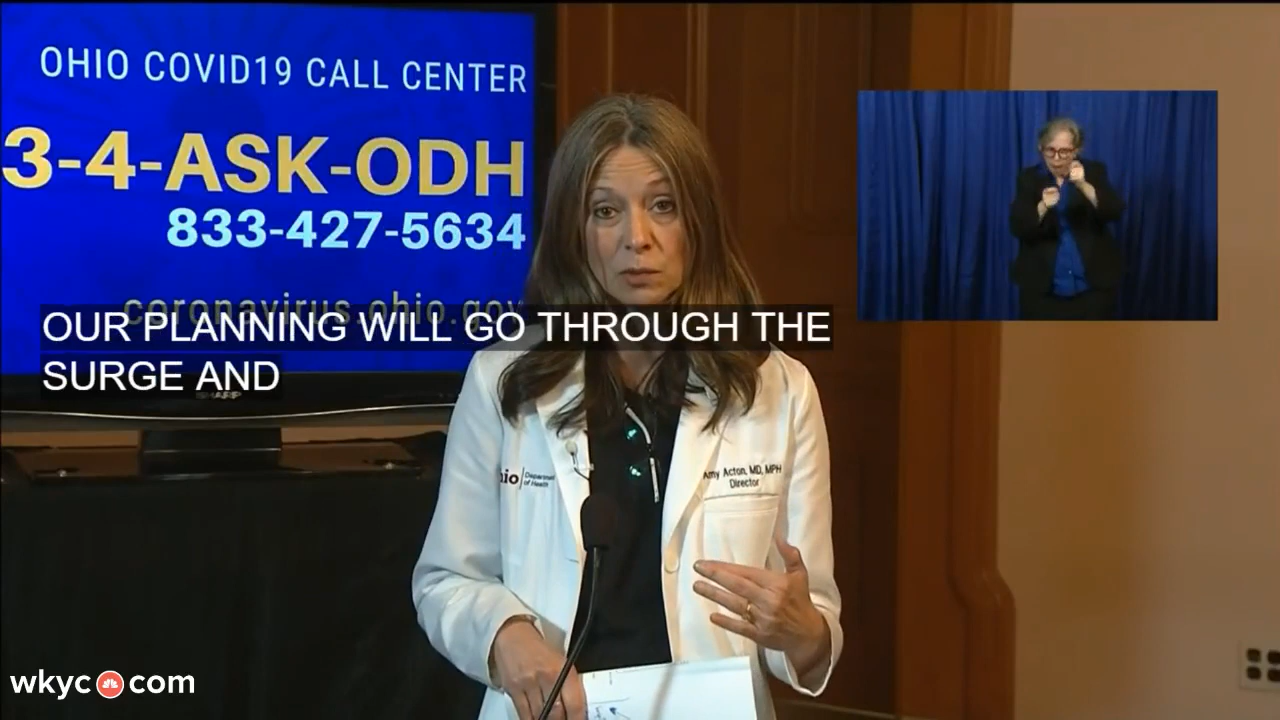 OHIO COVID19 CALL CENTER
3-4-ASK-ODH
833-427-5634
coronavirus.ohio.gov
OUR PLANNING WILL GO THROUGH THE
SURGE AND
SHARP
hio Department
of Health
Amy Acton, MD, MPH
Director
wkyc com